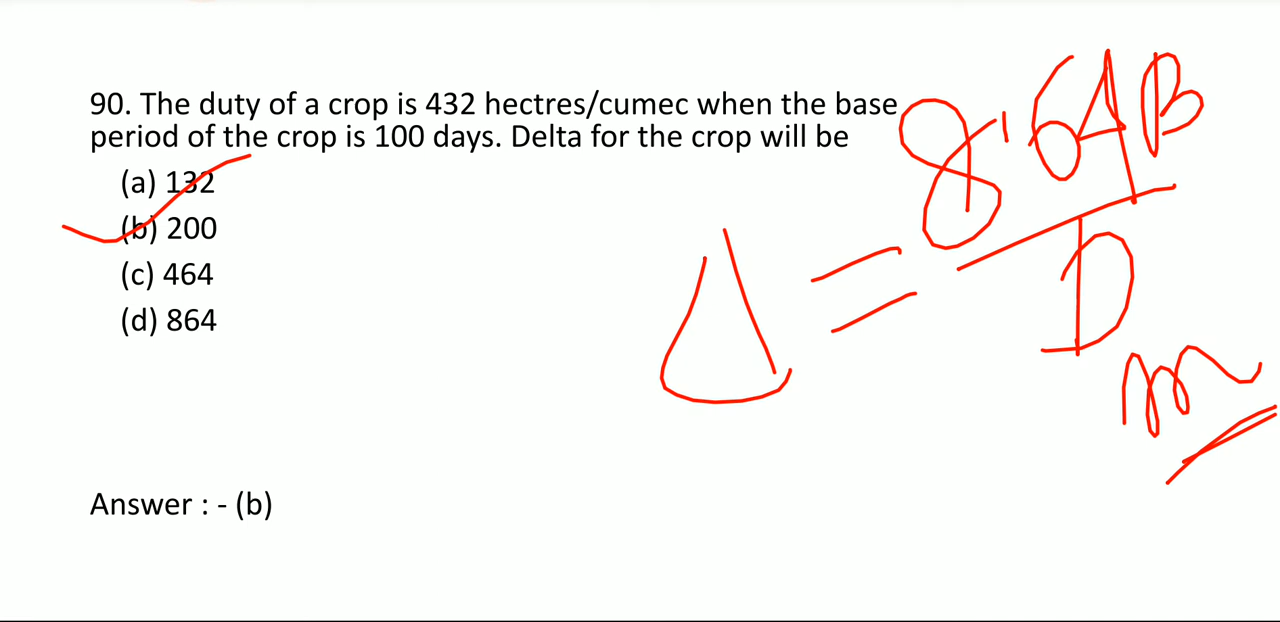 90. The duty of a crop is 432 hectres/cumec when the base
period of the crop is 100 days. Delta for the crop will be
(a) 132
(b) 200
(c) 464
(d) 864
Δ = 8.64B
D
m
Answer : - (b)